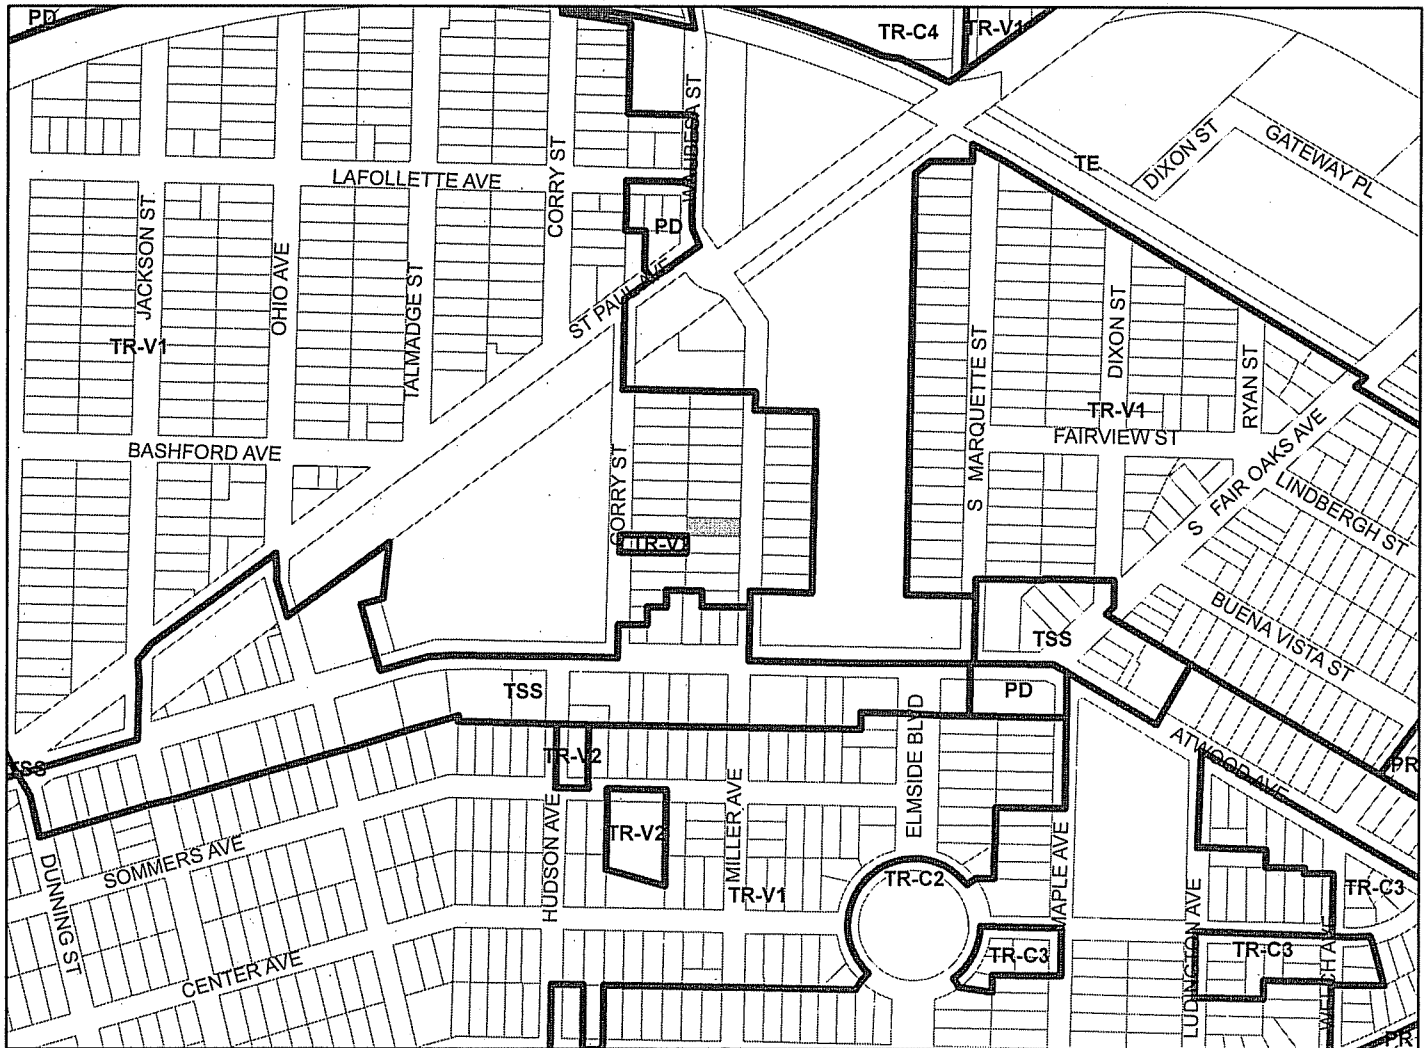 PD
TR-C4
TR-V1
WAUBESA ST
DIXON ST
GATEWAY PL
TE
CORRY ST
LAFOLLETTE AVE
JACKSON ST
OHIO AVE
TALMADGE ST
PD
ST PAUL AVE
TR-V1
DIXON ST
RYAN ST
S MARQUETTE ST
TR-V1
FAIRVIEW ST
S FAIR OAKS AVE
BASHFORD AVE
CORRY ST
LINDBERGH ST
TR-V1
BUENA VISTA ST
TSS
TSS
PD
ELMSIDE BLVD
ATWOOD AVE
TSS
TR-V2
PR
HUDSON AVE
TR-V2
MILLER AVE
SOMMERS AVE
MAPLE AVE
DUNNING ST
TR-V1
TR-C2
TR-C3
LUDINGTON AVE
TR-C3
TR-C3
WELCH AVE
CENTER AVE
PR